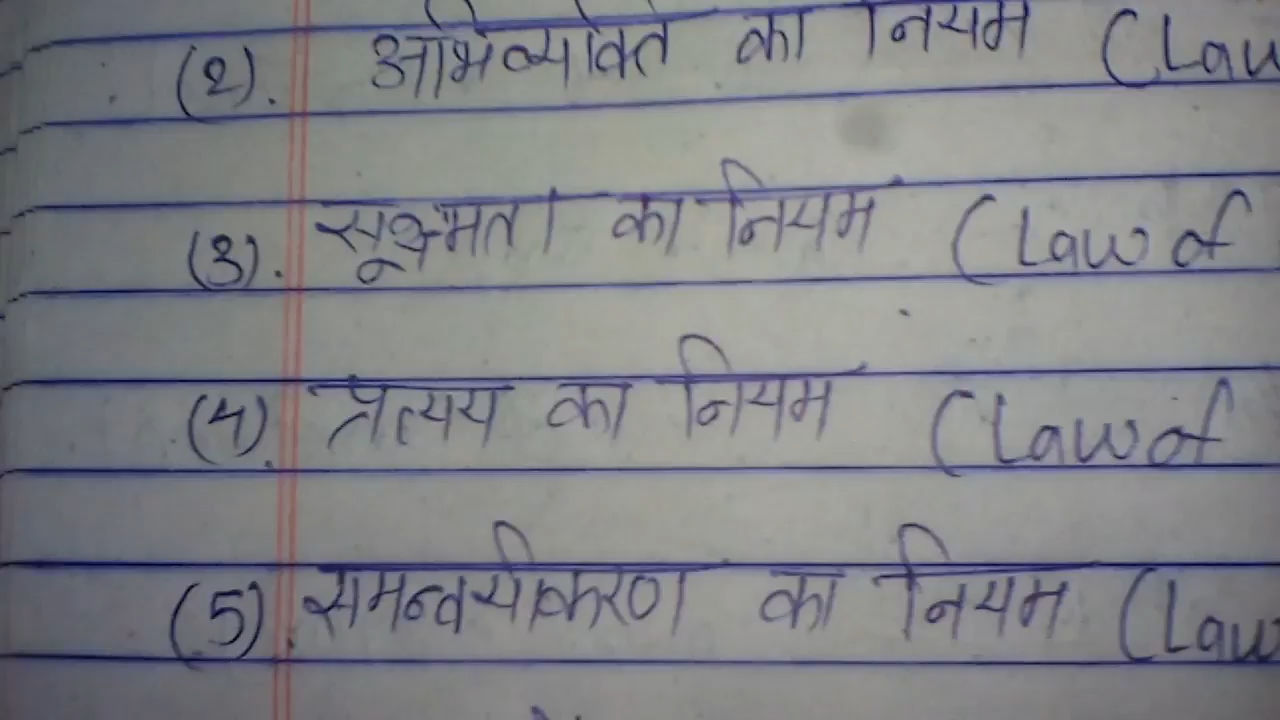 (2). अभिव्यक्ति का नियम (Law
(3). सूक्ष्मता का नियम (Law of
(4). प्रत्यय का नियम (Law of
(5). समन्वयीकरण का नियम (Law